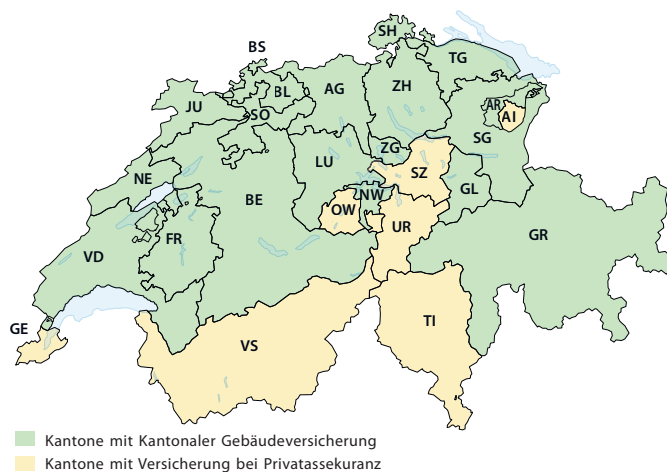 SH
BS
TG
BL
AG
ZH
JU
AR
AI
SO
SG
ZG
LU
SZ
NE
GL
NW
BE
OW
UR
FR
GR
VD
TI
GE
VS
Kantone mit Kantonaler Gebäudeversicherung
Kantone mit Versicherung bei Privatassekuranz